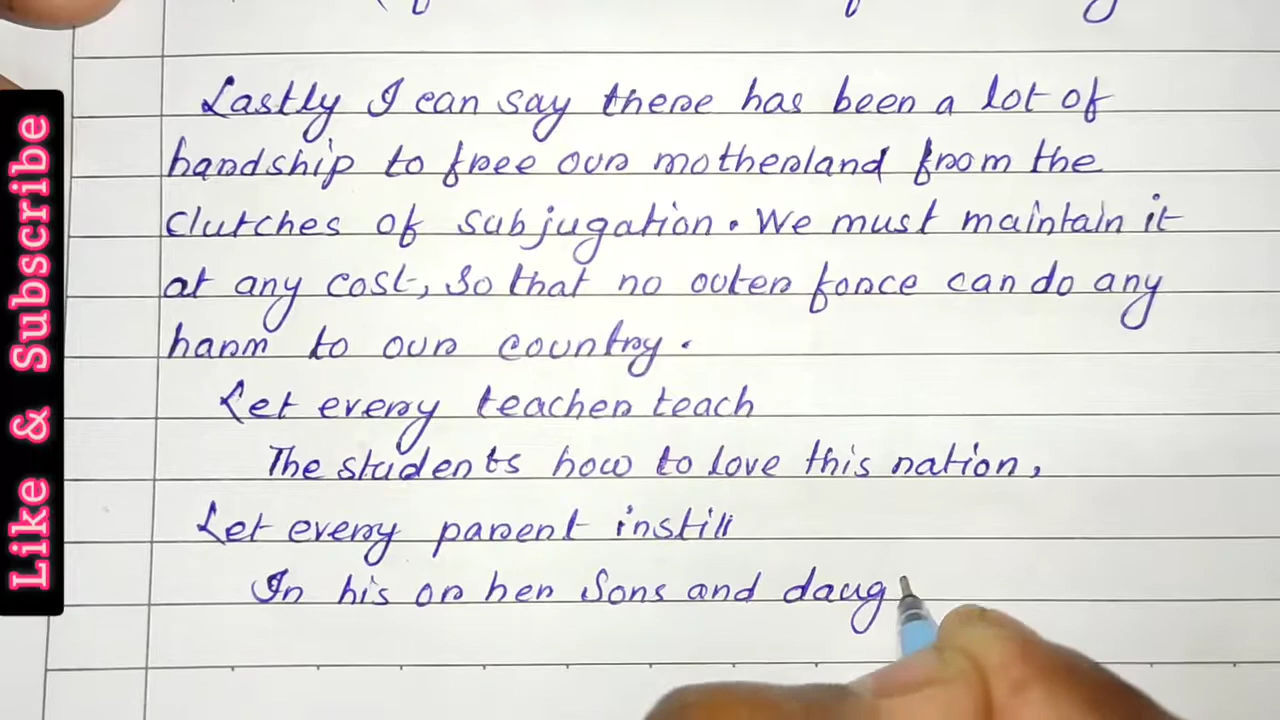 Lastly I can say there has been a lot of
hardship to free our motherland from the
clutches of subjugation. We must maintain it
at any cost, so that no outer force can do any
harm to our country.
Let every teacher teach
The students how to love this nation,
Let every parent instill
In his or her Sons and daug
Like & Subscribe